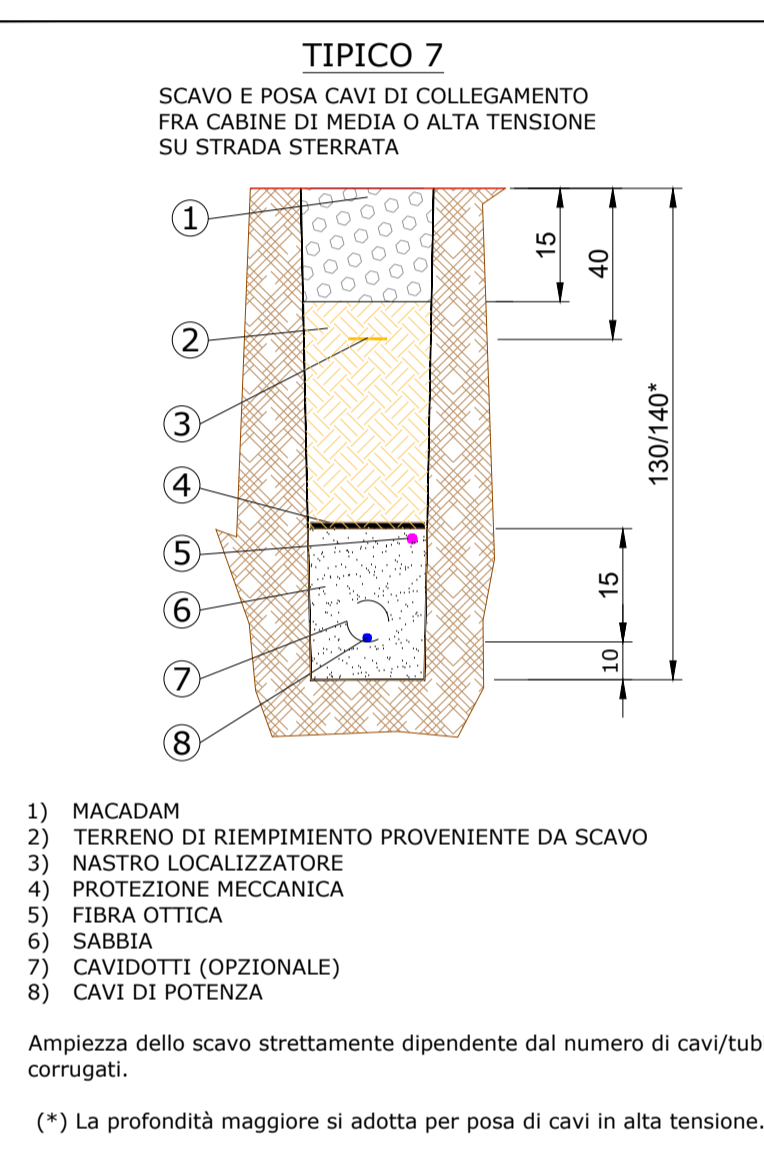 TIPICO 7
SCAVO E POSA CAVI DI COLLEGAMENTO
FRA CABINE DI MEDIA O ALTA TENSIONE
SU STRADA STERRATA
1
2
3
4
5
6
7
8
15
40
130/140*
15
10
1) MACADAM
2) TERRENO DI RIEMPIMENTO PROVENIENTE DA SCAVO
3) NASTRO LOCALIZZATORE
4) PROTEZIONE MECCANICA
5) FIBRA OTTICA
6) SABBIA
7) CAVIDOTTI (OPZIONALE)
8) CAVI DI POTENZA
Ampiezza dello scavo strettamente dipendente dal numero di cavi/tubi
corrugati.
(*) La profondità maggiore si adotta per posa di cavi in alta tensione.